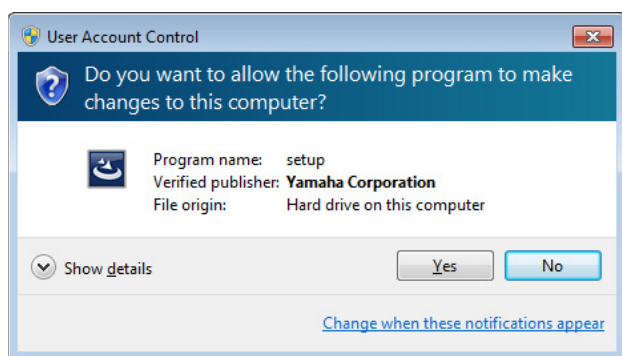 User Account Control
Do you want to allow the following program to make
changes to this computer?
Program name: setup
Verified publisher: Yamaha Corporation
File origin: Hard drive on this computer
Show details
Yes
No
Change when these notifications appear